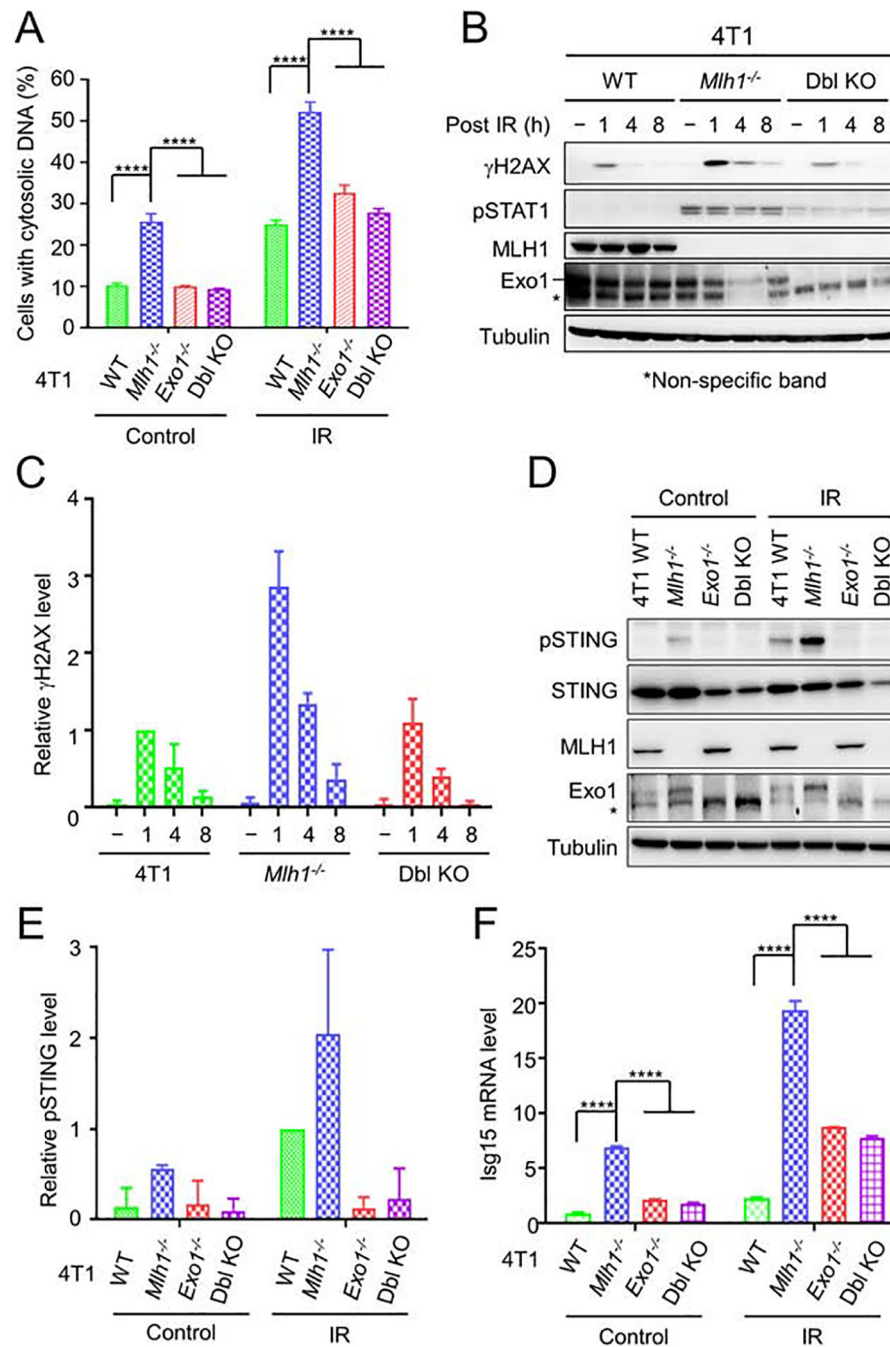 A
**** ****
**** ****
Cells with cytosolic DNA (%)
60
50
40
30
20
10
0
4T1 WT Mlh1-/- Exo1-/- Dbl KO WT Mlh1-/- Exo1-/- Dbl KO
Control IR
B
4T1
WT Mlh1-/- Dbl KO
Post IR (h) – 1 4 8 – 1 4 8 – 1 4 8
γH2AX
pSTAT1
MLH1
Exo1
*
Tubulin
*Non-specific band
C
Relative γH2AX level
4
3
2
1
0
– 1 4 8 – 1 4 8 – 1 4 8
4T1 Mlh1-/- Dbl KO
D
Control IR
4T1 WT Mlh1-/- Exo1-/- Dbl KO 4T1 WT Mlh1-/- Exo1-/- Dbl KO
pSTING
STING
MLH1
Exo1
*
Tubulin
E
Relative pSTING level
3
2
1
0
4T1 WT Mlh1-/- Exo1-/- Dbl KO WT Mlh1-/- Exo1-/- Dbl KO
Control IR
F
**** ****
**** ****
Isg15 mRNA level
25
20
15
10
5
0
4T1 WT Mlh1-/- Exo1-/- Dbl KO WT Mlh1-/- Exo1-/- Dbl KO
Control IR